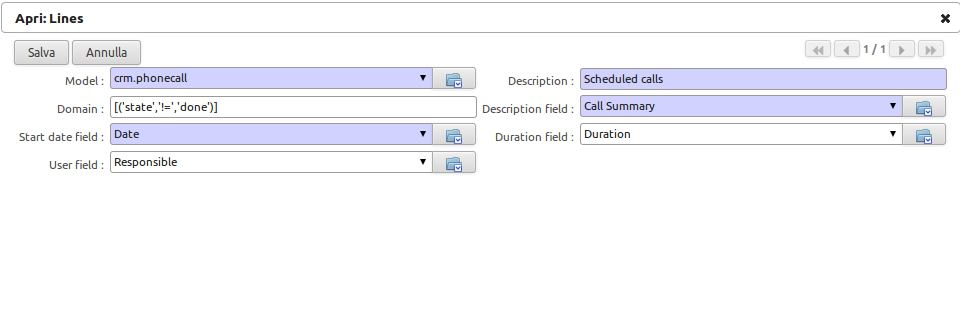 Apri: Lines
Salva Annulla 1 / 1
Model : crm.phonecall Description : Scheduled calls
Domain : [('state','!=','done')] Description field : Call Summary
Start date field : Date Duration field : Duration
User field : Responsible